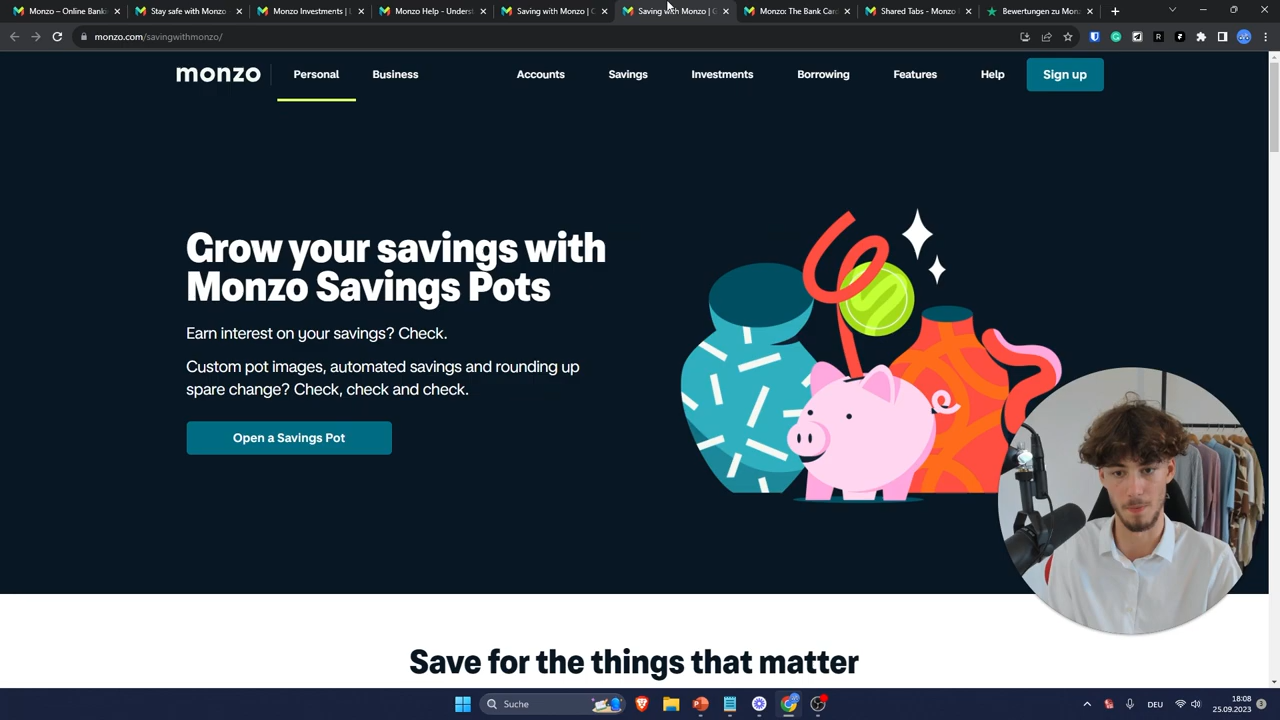 Monzo – Online Banki
Stay safe with Monzo
Monzo Investments | I
Monzo Help - Underst
Saving with Monzo | G
Saving with Monzo | G
Monzo: The Bank Card
Shared Tabs - Monzo
Bewertungen zu Monz
monzo.com/savingwithmonzo/
monzo
Personal
Business
Accounts
Savings
Investments
Borrowing
Features
Help
Sign up
Grow your savings with
Monzo Savings Pots
Earn interest on your savings? Check.
Custom pot images, automated savings and rounding up
spare change? Check, check and check.
Open a Savings Pot
Save for the things that matter
Suche
DEU
18:08
25.09.2023